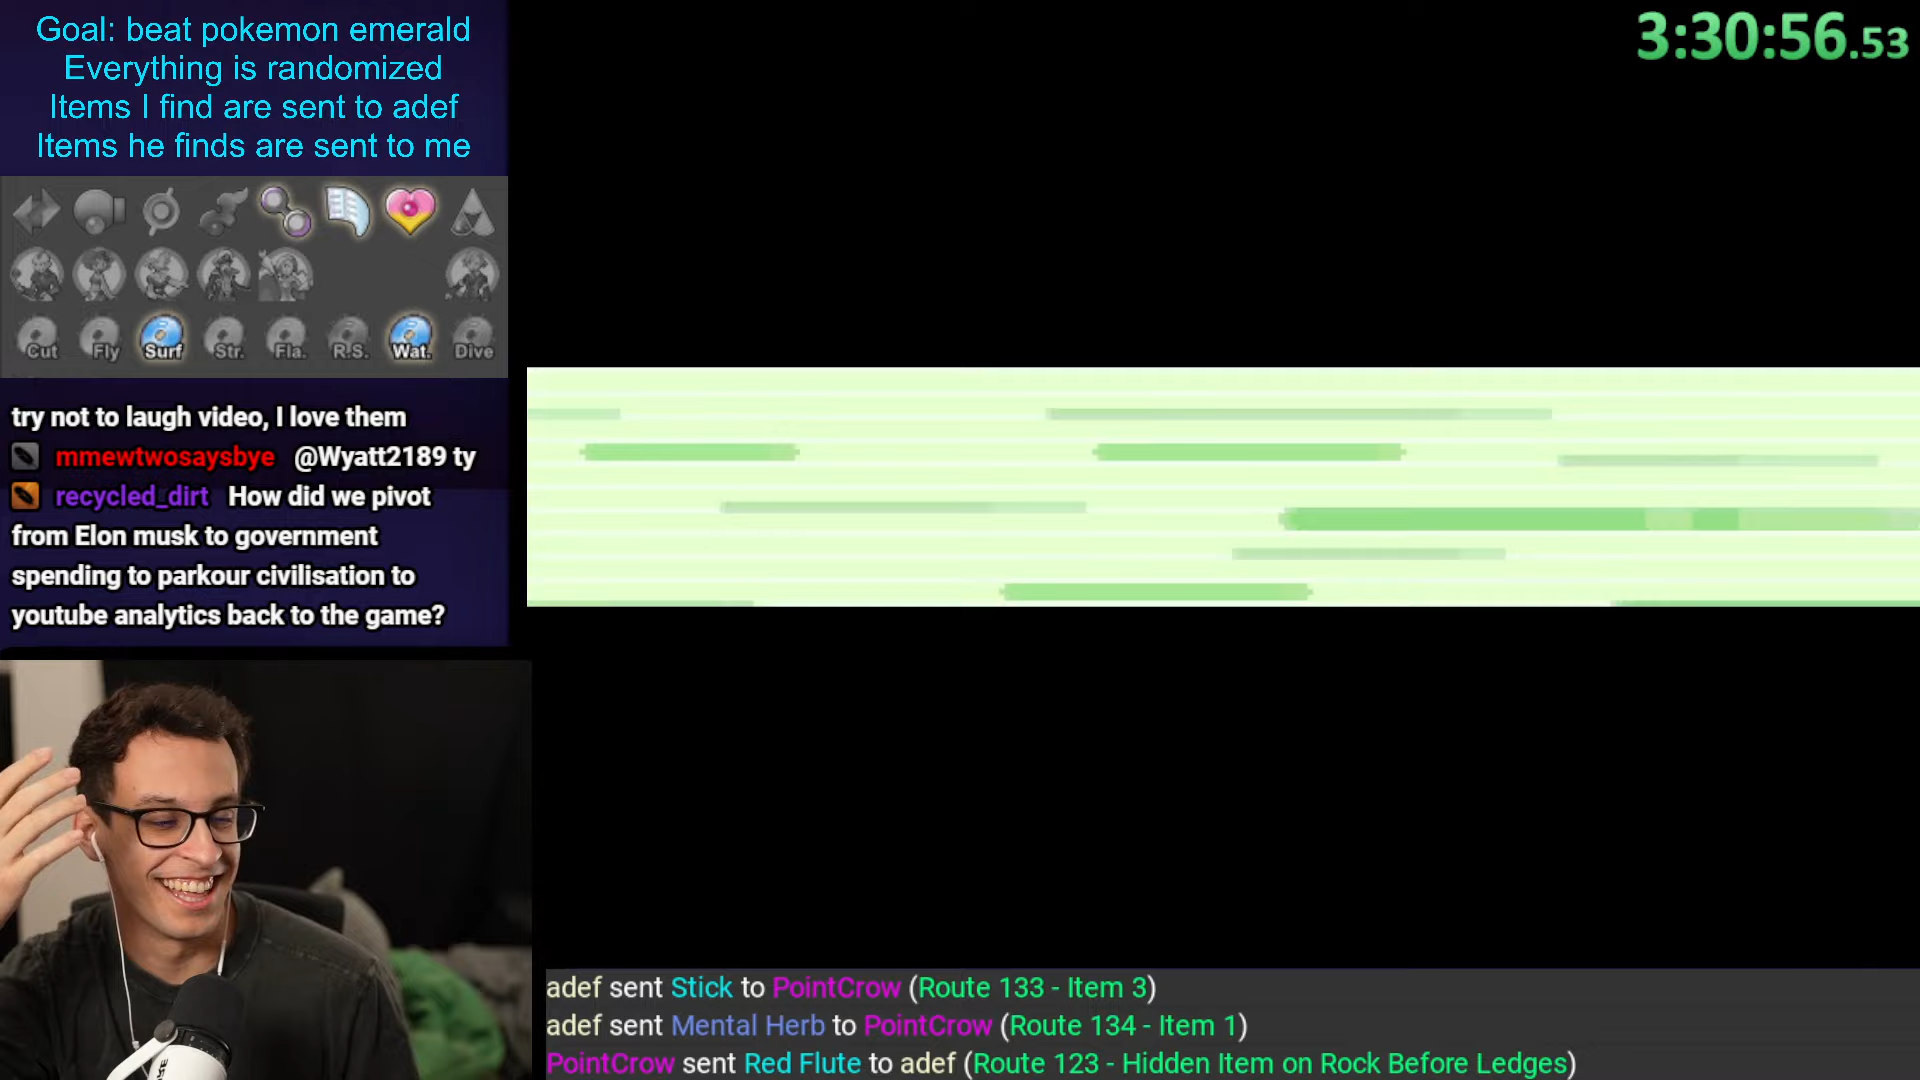 Goal: beat pokemon emerald
Everything is randomized
Items I find are sent to adef
Items he finds are sent to me
3:30:56.53
Cut Fly Surf Str. Fla. R.S. Wat. Dive
try not to laugh video, I love them
mmewtwosaysbye @Wyatt2189 ty
recycled_dirt How did we pivot
from Elon musk to government
spending to parkour civilisation to
youtube analytics back to the game?
adef sent Stick to PointCrow (Route 133 - Item 3)
adef sent Mental Herb to PointCrow (Route 134 - Item 1)
PointCrow sent Red Flute to adef (Route 123 - Hidden Item on Rock Before Ledges)